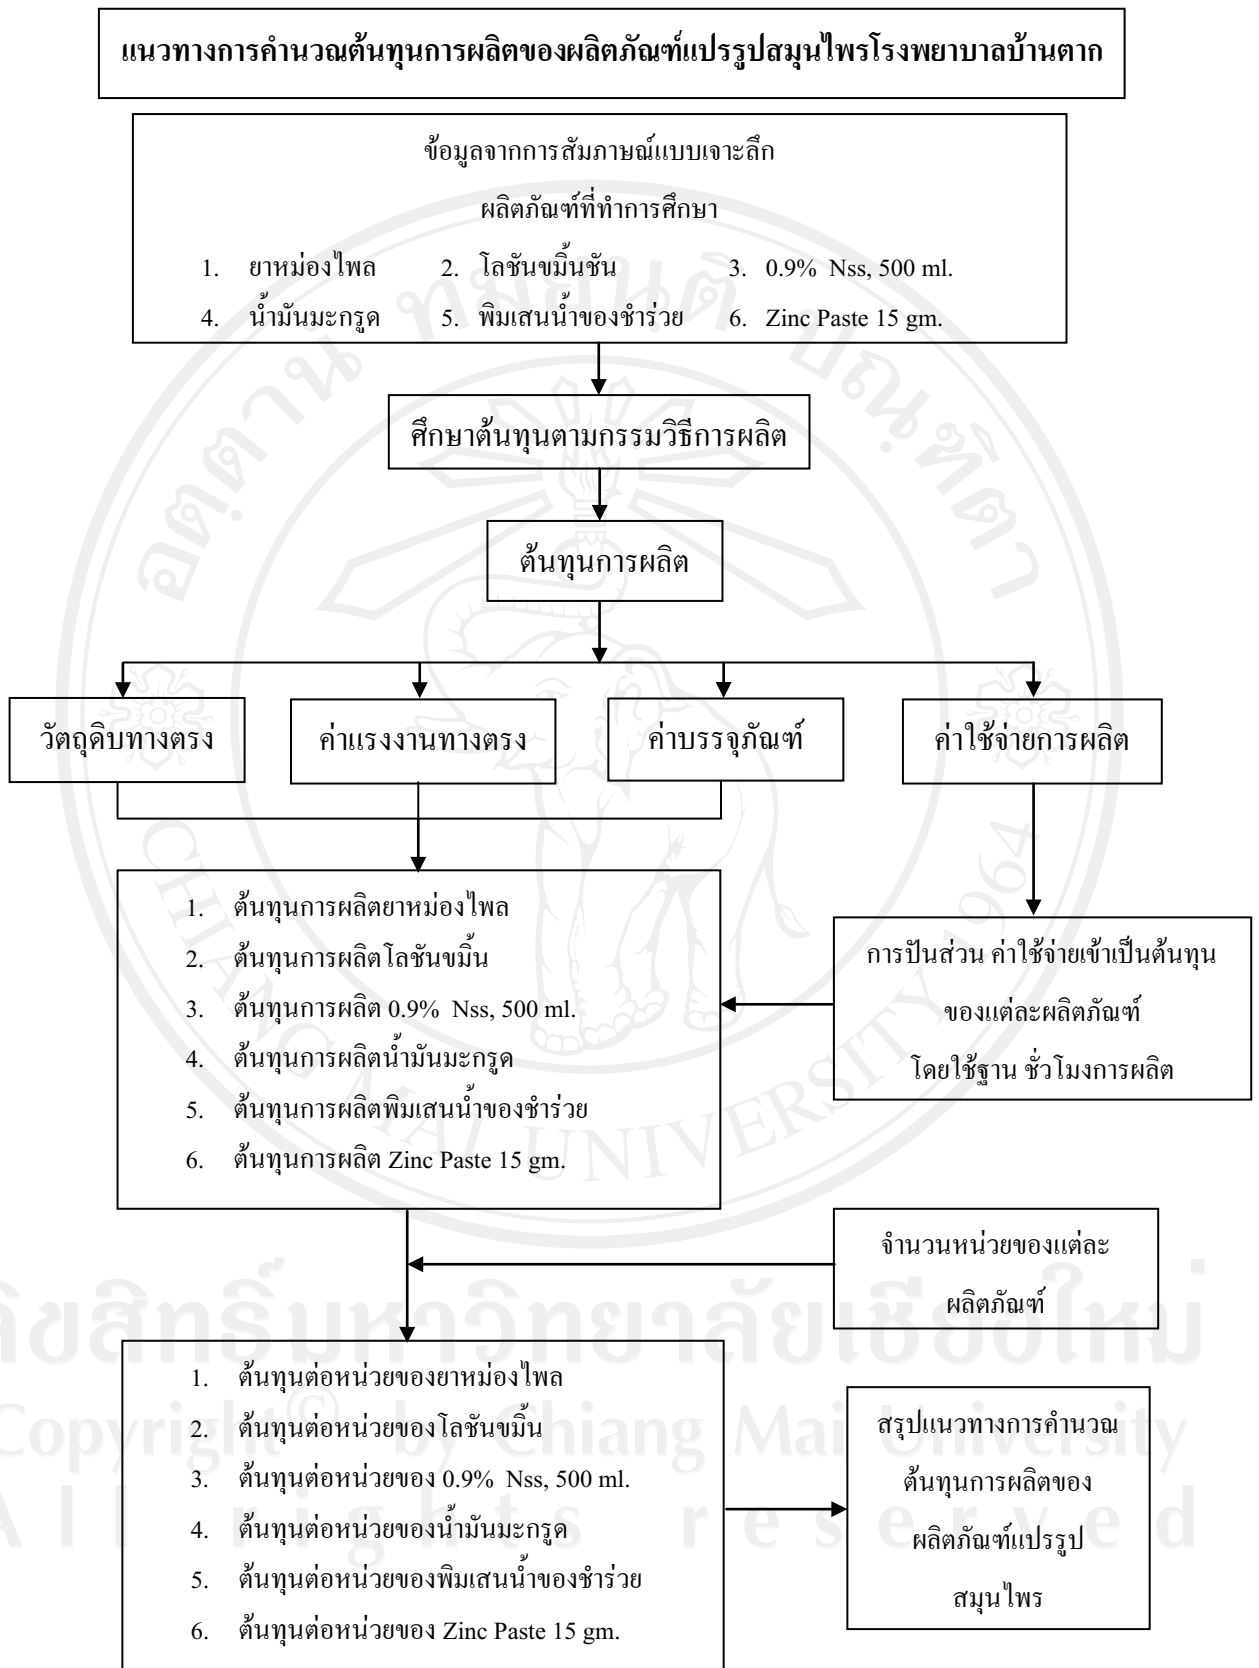 แนวทางการคำนวณต้นทุนการผลิตของผลิตภัณฑ์แปรรูปสมุนไพรโรงพยาบาลบ้านตาก
ข้อมูลจากการสัมภาษณ์แบบเจาะลึก
ผลิตภัณฑ์ที่ทำการศึกษา
1. ยาหม่องไพล 2. โลชันขมิ้นชัน 3. 0.9% Nss, 500 ml.
4. น้ำมันมะกรูด 5. พิมเสนน้ำของชำร่วย 6. Zinc Paste 15 gm.
ศึกษาต้นทุนตามกรรมวิธีการผลิต
ต้นทุนการผลิต
วัตถุดิบทางตรง
ค่าแรงงานทางตรง
ค่าบรรจุภัณฑ์
ค่าใช้จ่ายการผลิต
1. ต้นทุนการผลิตยาหม่องไพล
2. ต้นทุนการผลิตโลชันขมิ้น
3. ต้นทุนการผลิต 0.9% Nss, 500 ml.
4. ต้นทุนการผลิตน้ำมันมะกรูด
5. ต้นทุนการผลิตพิมเสนน้ำของชำร่วย
6. ต้นทุนการผลิต Zinc Paste 15 gm.
การปันส่วน ค่าใช้จ่ายเข้าเป็นต้นทุน
ของแต่ละผลิตภัณฑ์
โดยใช้ฐาน ชั่วโมงการผลิต
จำนวนหน่วยของแต่ละ
ผลิตภัณฑ์
1. ต้นทุนต่อหน่วยของยาหม่องไพล
2. ต้นทุนต่อหน่วยของโลชันขมิ้น
3. ต้นทุนต่อหน่วยของ 0.9% Nss, 500 ml.
4. ต้นทุนต่อหน่วยของน้ำมันมะกรูด
5. ต้นทุนต่อหน่วยของพิมเสนน้ำของชำร่วย
6. ต้นทุนต่อหน่วยของ Zinc Paste 15 gm.
สรุปแนวทางการคำนวณ
ต้นทุนการผลิตของ
ผลิตภัณฑ์แปรรูป
สมุนไพร
CHIANG MAI UNIVERSITY 1964
ลิขสิทธิ์มหาวิทยาลัยเชียงใหม่
Copyright© by Chiang Mai University
All rights reserved